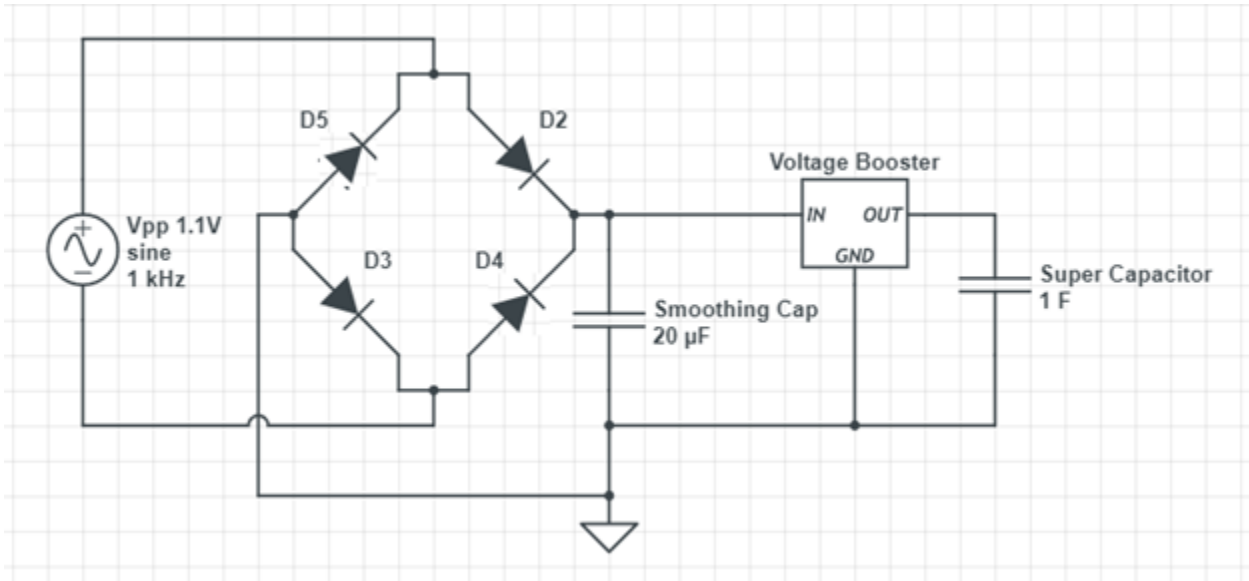 D5
D2
Voltage Booster
IN
OUT
GND
Vpp 1.1V
sine
1 kHz
+
−
D3
D4
Super Capacitor
1 F
Smoothing Cap
20 µF